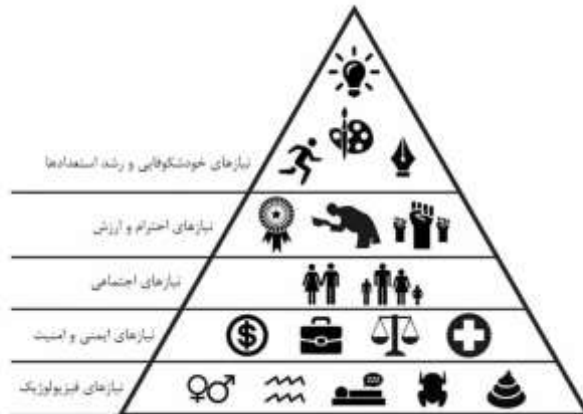 نیازهای خودشکوفایی و رشد استعدادها
نیازهای احترام و ارزش
نیازهای اجتماعی
نیازهای ایمنی و امنیت
نیازهای فیزیولوژیک